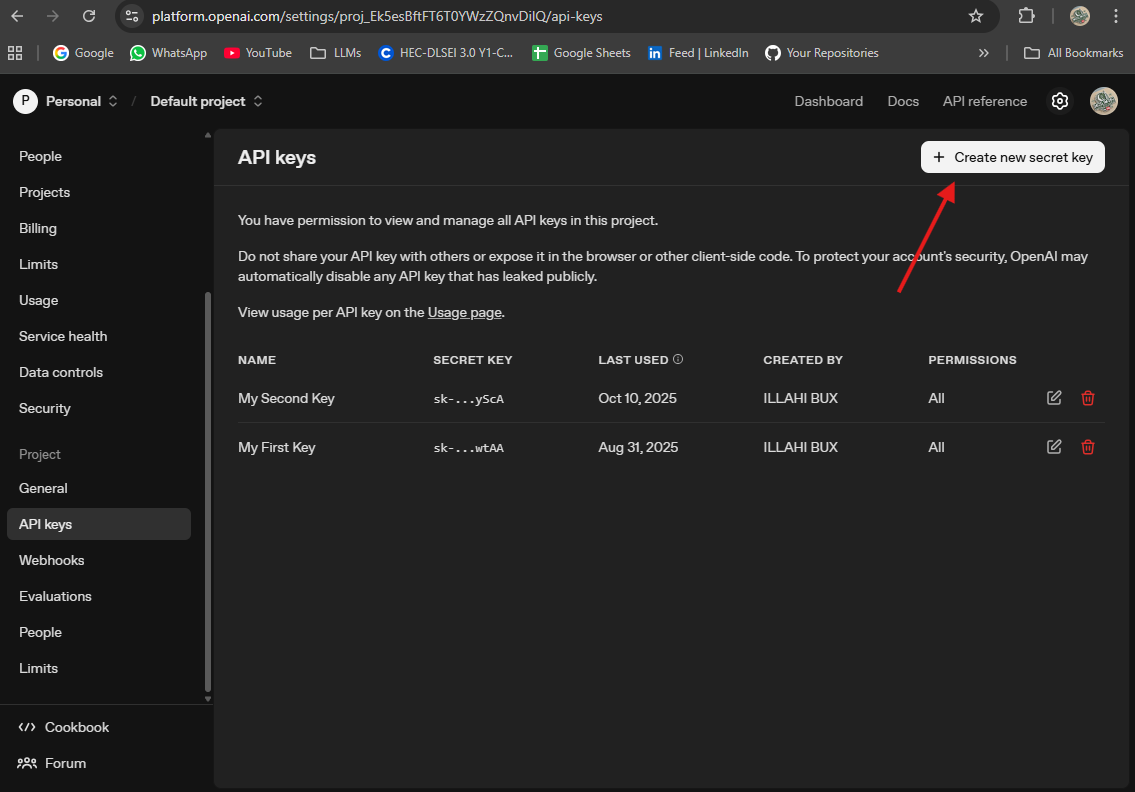 platform.openai.com/settings/proj_Ek5esBftFT6T0YWzZQnvDilQ/api-keys
Google WhatsApp YouTube LLMs HEC-DLSEI 3.0 Y1-C... Google Sheets Feed | LinkedIn Your Repositories » All Bookmarks
P Personal / Default project Dashboard Docs API reference
People
Projects
Billing
Limits
Usage
Service health
Data controls
Security
Project
General
API keys
Webhooks
Evaluations
People
Limits
Cookbook
Forum
API keys + Create new secret key
You have permission to view and manage all API keys in this project.
Do not share your API key with others or expose it in the browser or other client-side code. To protect your account's security, OpenAI may
automatically disable any API key that has leaked publicly.
View usage per API key on the Usage page.
NAME SECRET KEY LAST USED CREATED BY PERMISSIONS
My Second Key sk-...yScA Oct 10, 2025 ILLAHI BUX All
My First Key sk-...wtAA Aug 31, 2025 ILLAHI BUX All